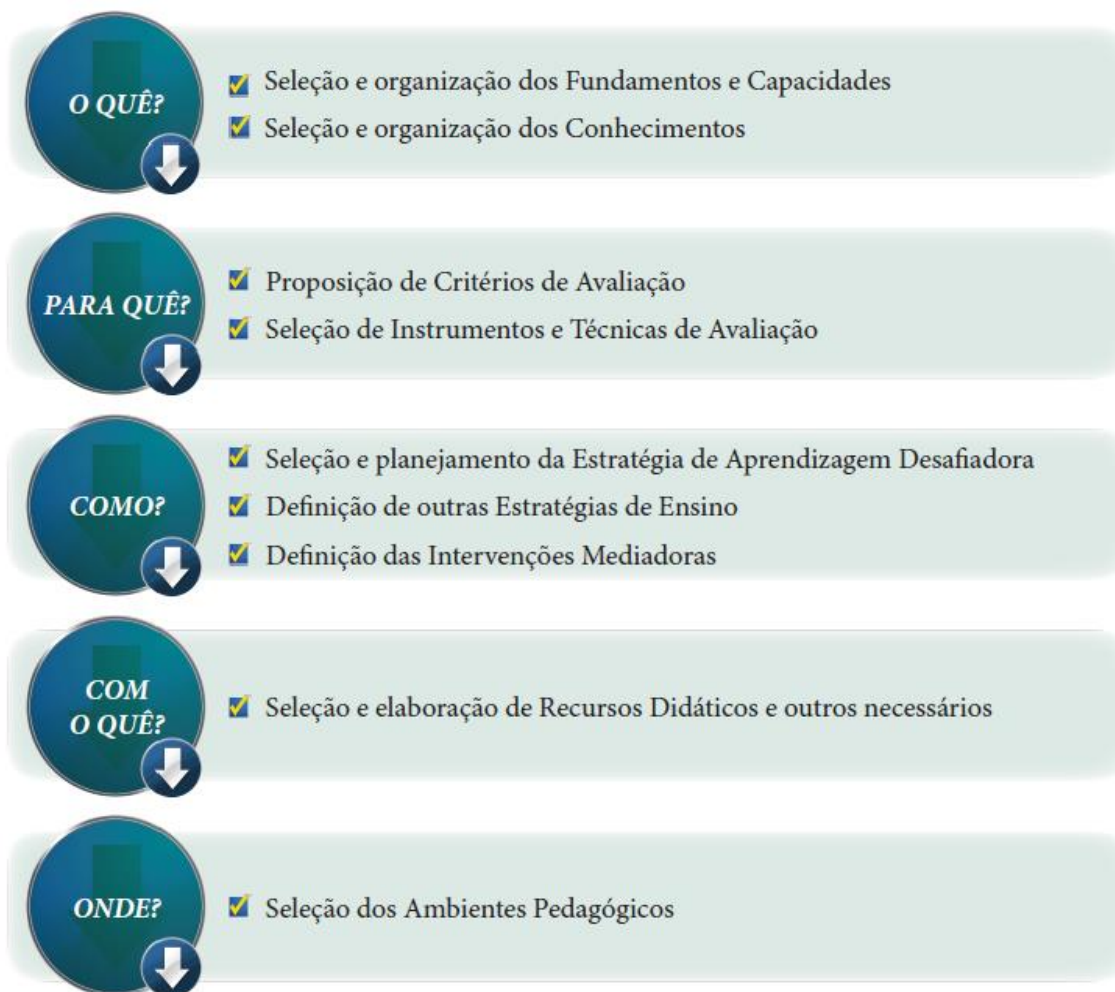 O QUÊ?
Seleção e organização dos Fundamentos e Capacidades
Seleção e organização dos Conhecimentos
PARA QUÊ?
Proposição de Critérios de Avaliação
Seleção de Instrumentos e Técnicas de Avaliação
COMO?
Seleção e planejamento da Estratégia de Aprendizagem Desafiadora
Definição de outras Estratégias de Ensino
Definição das Intervenções Mediadoras
COM
O QUÊ?
Seleção e elaboração de Recursos Didáticos e outros necessários
ONDE?
Seleção dos Ambientes Pedagógicos